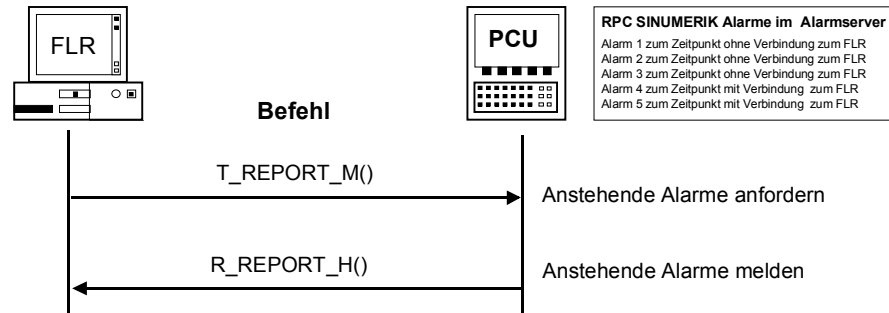 FLR
PCU
RPC SINUMERIK Alarme im Alarmserver
Alarm 1 zum Zeitpunkt ohne Verbindung zum FLR
Alarm 2 zum Zeitpunkt ohne Verbindung zum FLR
Alarm 3 zum Zeitpunkt ohne Verbindung zum FLR
Alarm 4 zum Zeitpunkt mit Verbindung zum FLR
Alarm 5 zum Zeitpunkt mit Verbindung zum FLR
Befehl
T_REPORT_M()
Anstehende Alarme anfordern
R_REPORT_H()
Anstehende Alarme melden